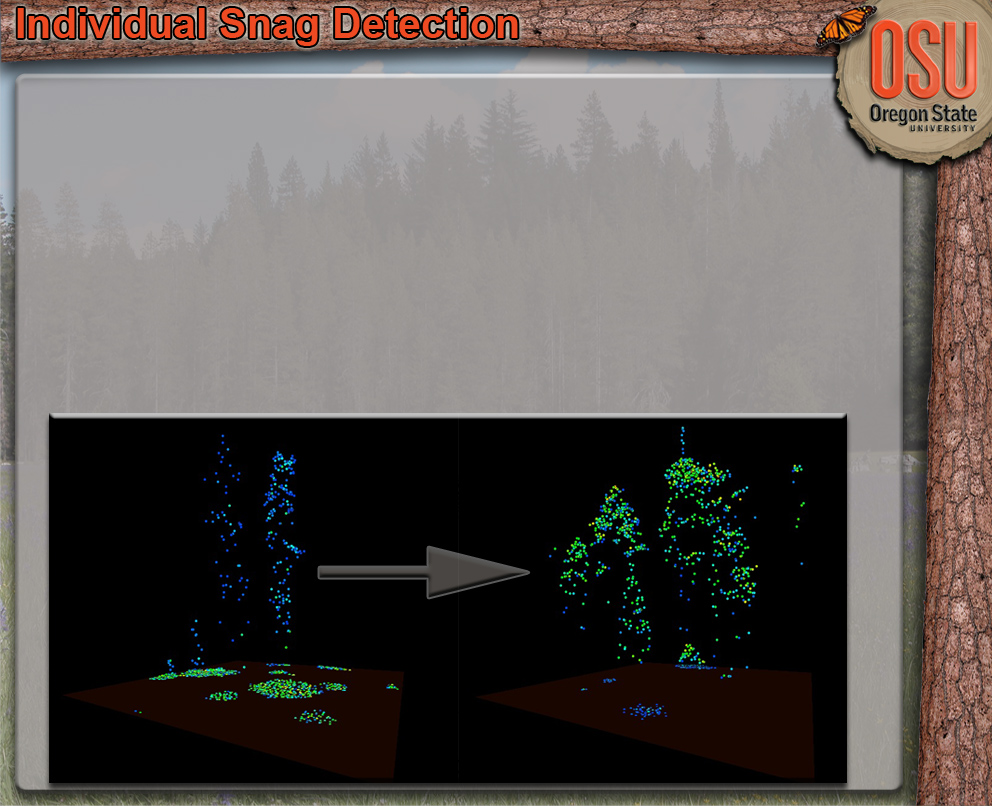 Individual Snag Detection
OSU
Oregon State
UNIVERSITY